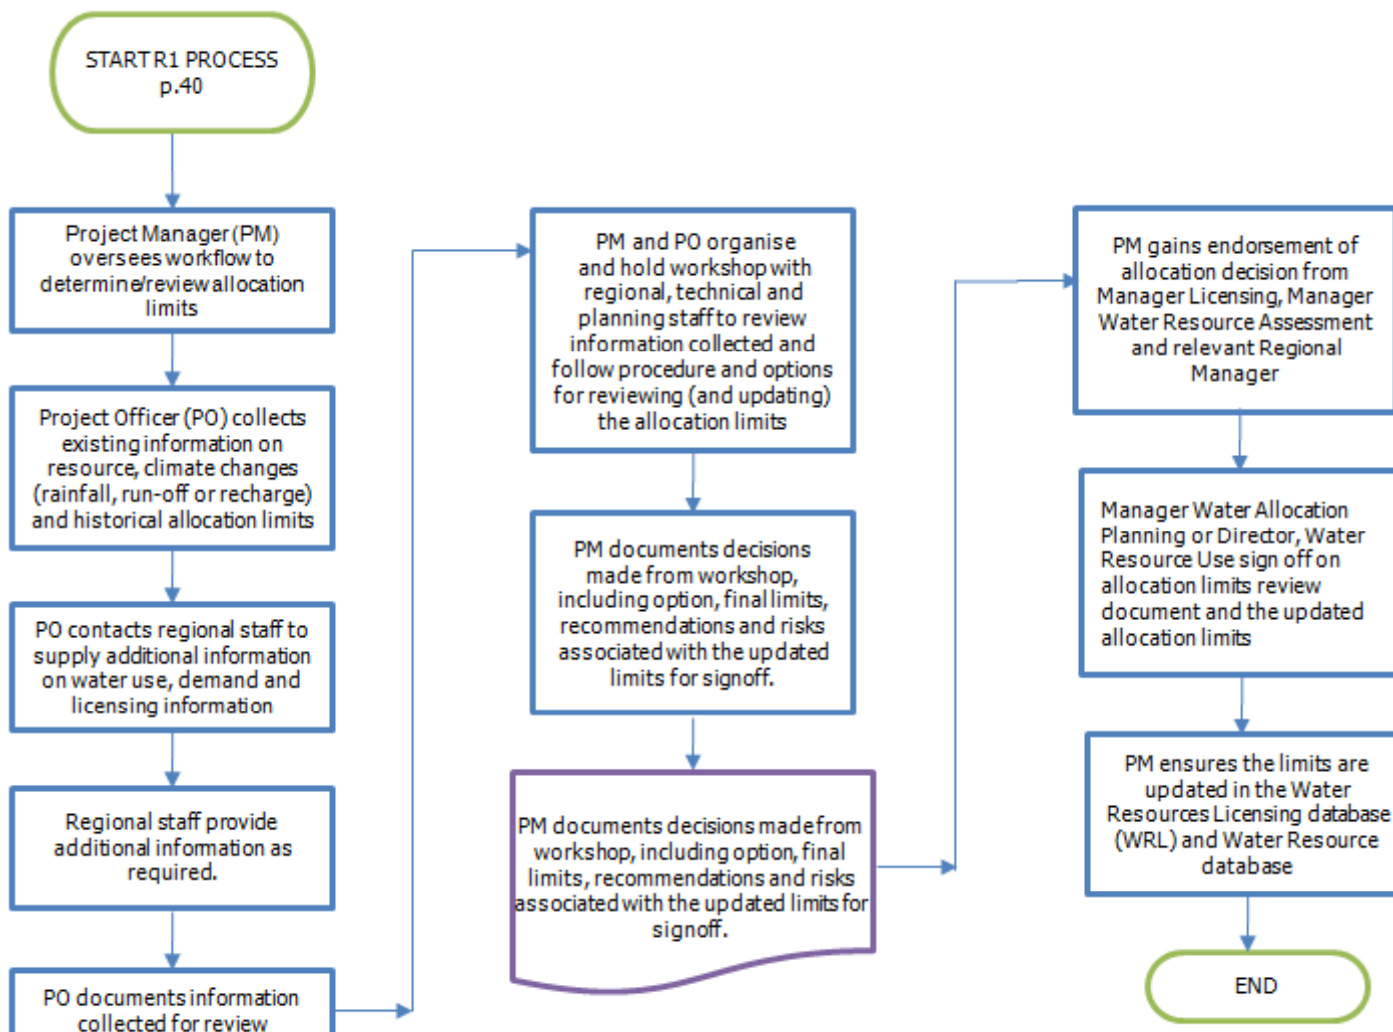 START R1 PROCESS
p.40
Project Manager (PM)
oversees workflow to
determine/review allocation
limits
Project Officer (PO) collects
existing information on
resource, climate changes
(rainfall, run-off or recharge)
and historical allocation limits
PO contacts regional staff to
supply additional information
on water use, demand and
licensing information
Regional staff provide
additional information as
required.
PO documents information
collected for review
PM and PO organise
and hold workshop with
regional, technical and
planning staff to review
information collected and
follow procedure and options
for reviewing (and updating)
the allocation limits
PM documents decisions
made from workshop,
including option, final limits,
recommendations and risks
associated with the updated
limits for signoff.
PM documents decisions made from
workshop, including option, final
limits, recommendations and risks
associated with the updated limits for
signoff.
PM gains endorsement of
allocation decision from
Manager Licensing, Manager
Water Resource Assessment
and relevant Regional
Manager
Manager Water Allocation
Planning or Director, Water
Resource Use sign off on
allocation limits review
document and the updated
allocation limits
PM ensures the limits are
updated in the Water
Resources Licensing database
(WRL) and Water Resource
database
END